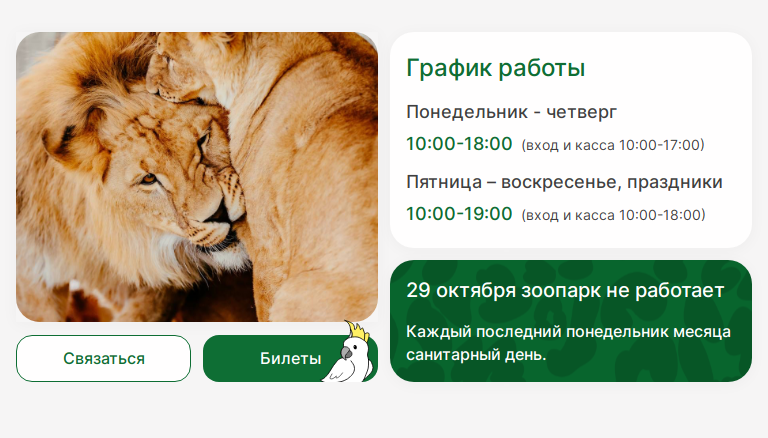 График работы
Понедельник - четверг
10:00-18:00 (вход и касса 10:00-17:00)
Пятница – воскресенье, праздники
10:00-19:00 (вход и касса 10:00-18:00)
29 октября зоопарк не работает
Каждый последний понедельник месяца
санитарный день.
Связаться
Билеты